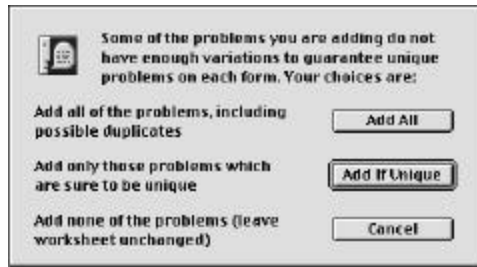 Some of the problems you are adding do not
have enough variations to guarantee unique
problems on each form. Your choices are:
Add all of the problems, including
possible duplicates
Add All
Add only those problems which
are sure to be unique
Add If Unique
Add none of the problems (leave
worksheet unchanged)
Cancel